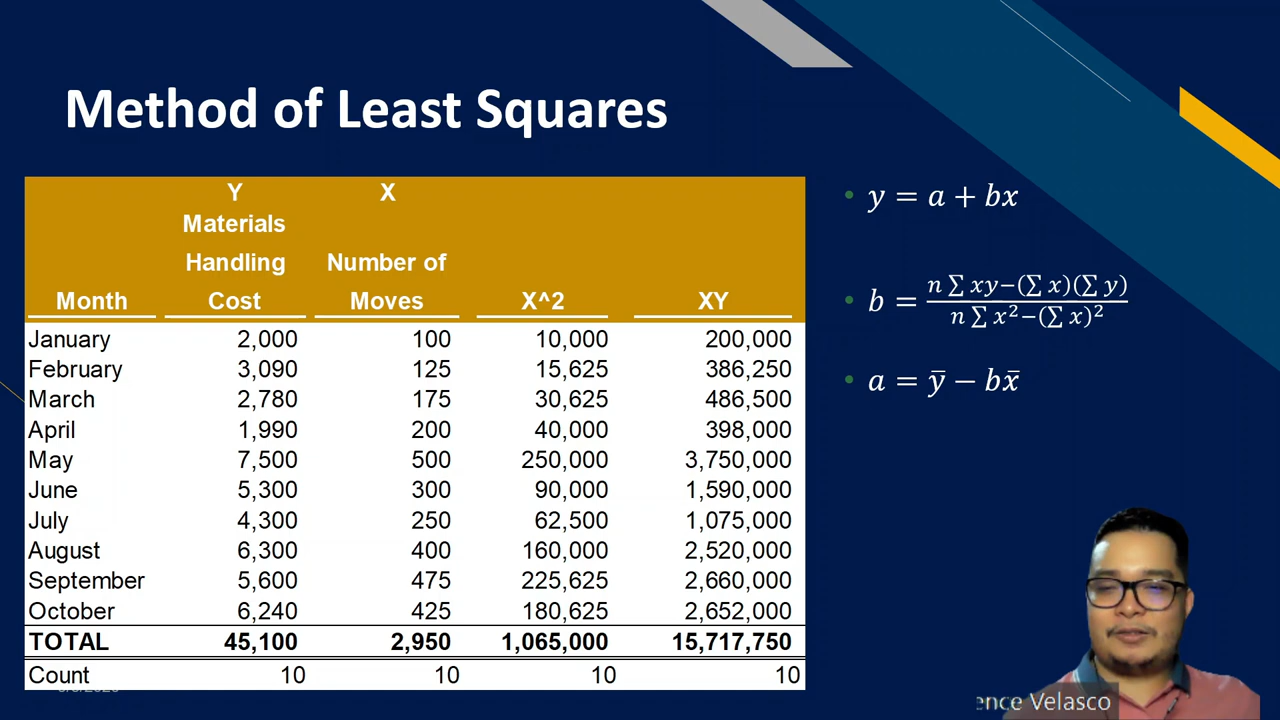 Method of Least Squares
Y X
Materials
Handling Number of
Month Cost Moves X^2 XY
January 2,000 100 10,000 200,000
February 3,090 125 15,625 386,250
March 2,780 175 30,625 486,500
April 1,990 200 40,000 398,000
May 7,500 500 250,000 3,750,000
June 5,300 300 90,000 1,590,000
July 4,300 250 62,500 1,075,000
August 6,300 400 160,000 2,520,000
September 5,600 475 225,625 2,660,000
October 6,240 425 180,625 2,652,000
TOTAL 45,100 2,950 1,065,000 15,717,750
Count 10 10 10 10
• y = a + bx
• b = \frac{n∑xy−(∑x)(∑y)}{n∑x²−(∑x)²}
• a = ȳ − bx̄
ence Velasco